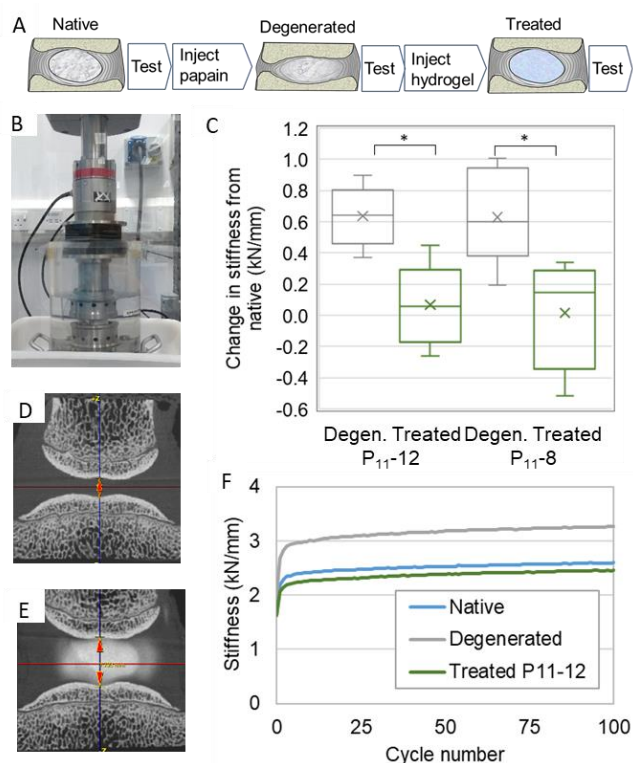 A
Native
Degenerated
Treated
Test
Inject
papain
Test
Inject
hydrogel
Test
B
C
Change in stiffness from
native (kN/mm)
1.2
1.0
0.8
0.6
0.4
0.2
0.0
-0.2
-0.4
-0.6
*
*
Degen. Treated Degen. Treated
P₁₁-12
P₁₁-8
D
E
F
Stiffness (kN/mm)
4
3
2
1
0
Native
Degenerated
Treated P11-12
0
25
50
75
100
Cycle number